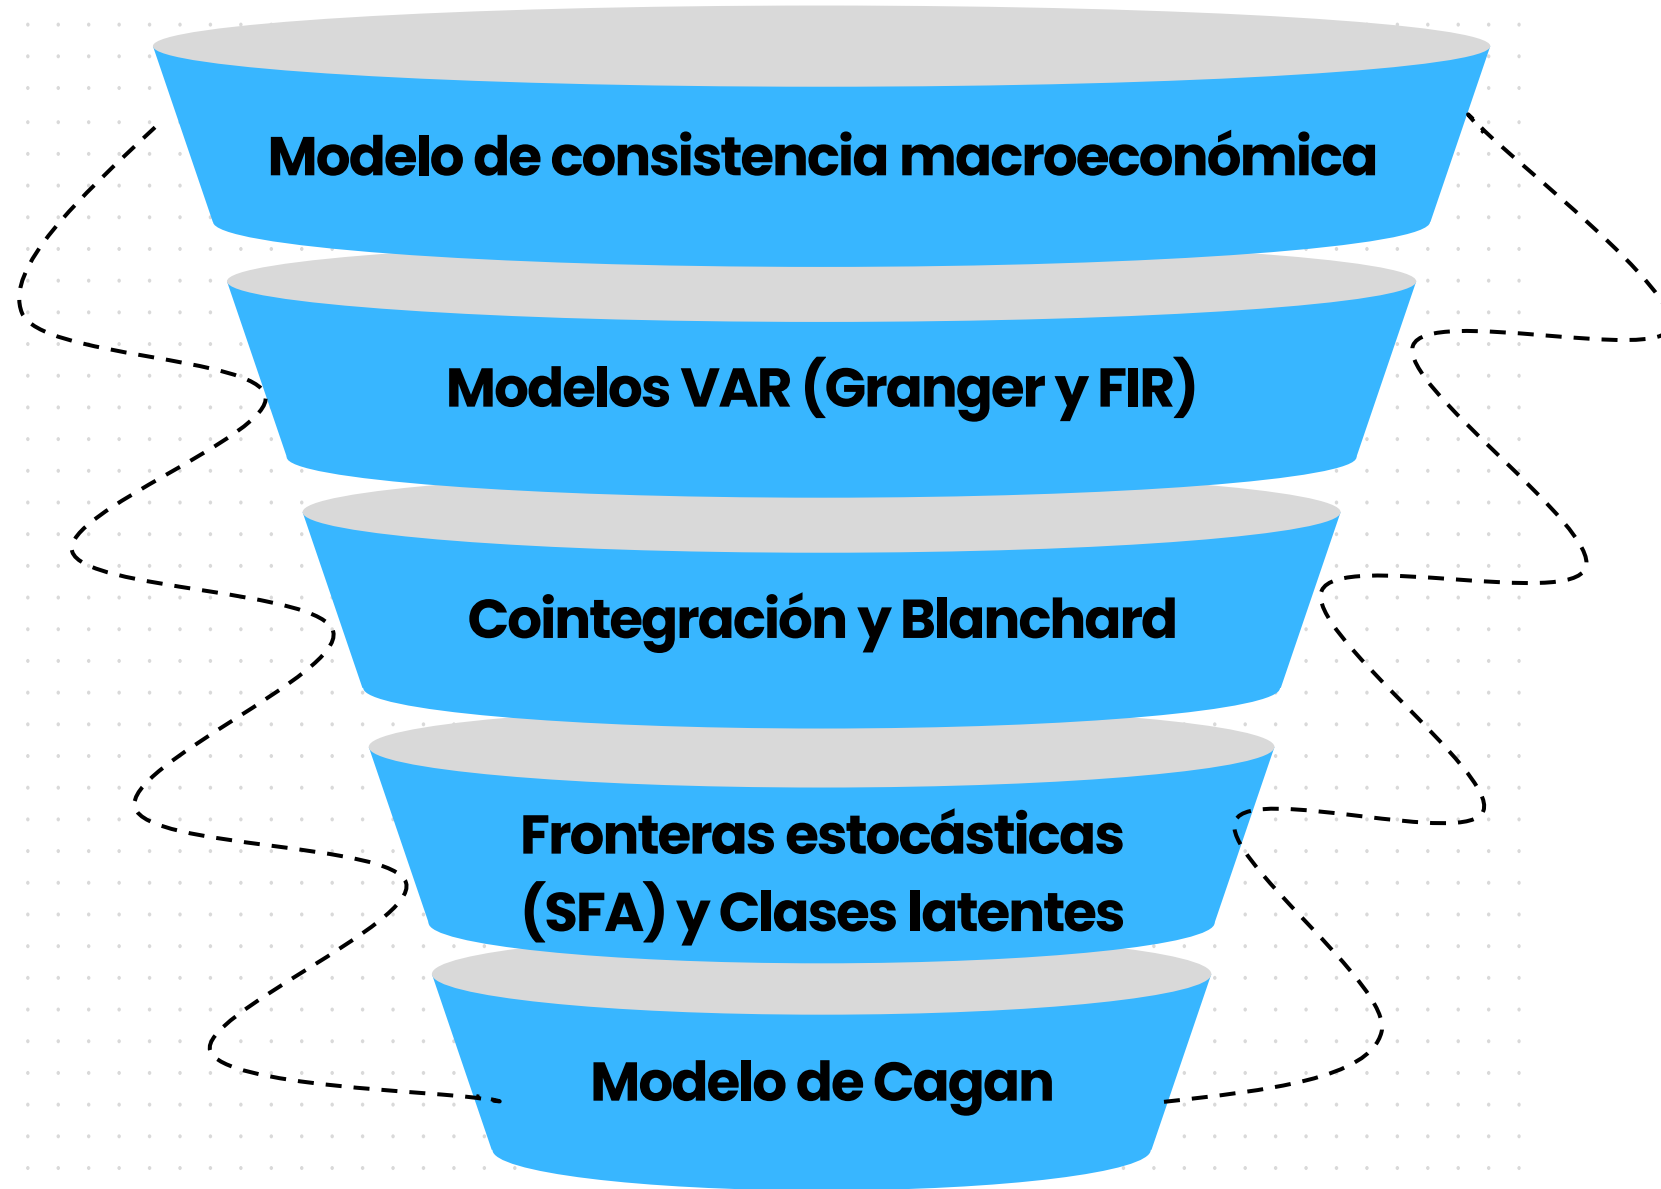 Modelo de consistencia macroeconómica
Modelos VAR (Granger y FIR)
Cointegración y Blanchard
Fronteras estocásticas
(SFA) y Clases latentes
Modelo de Cagan